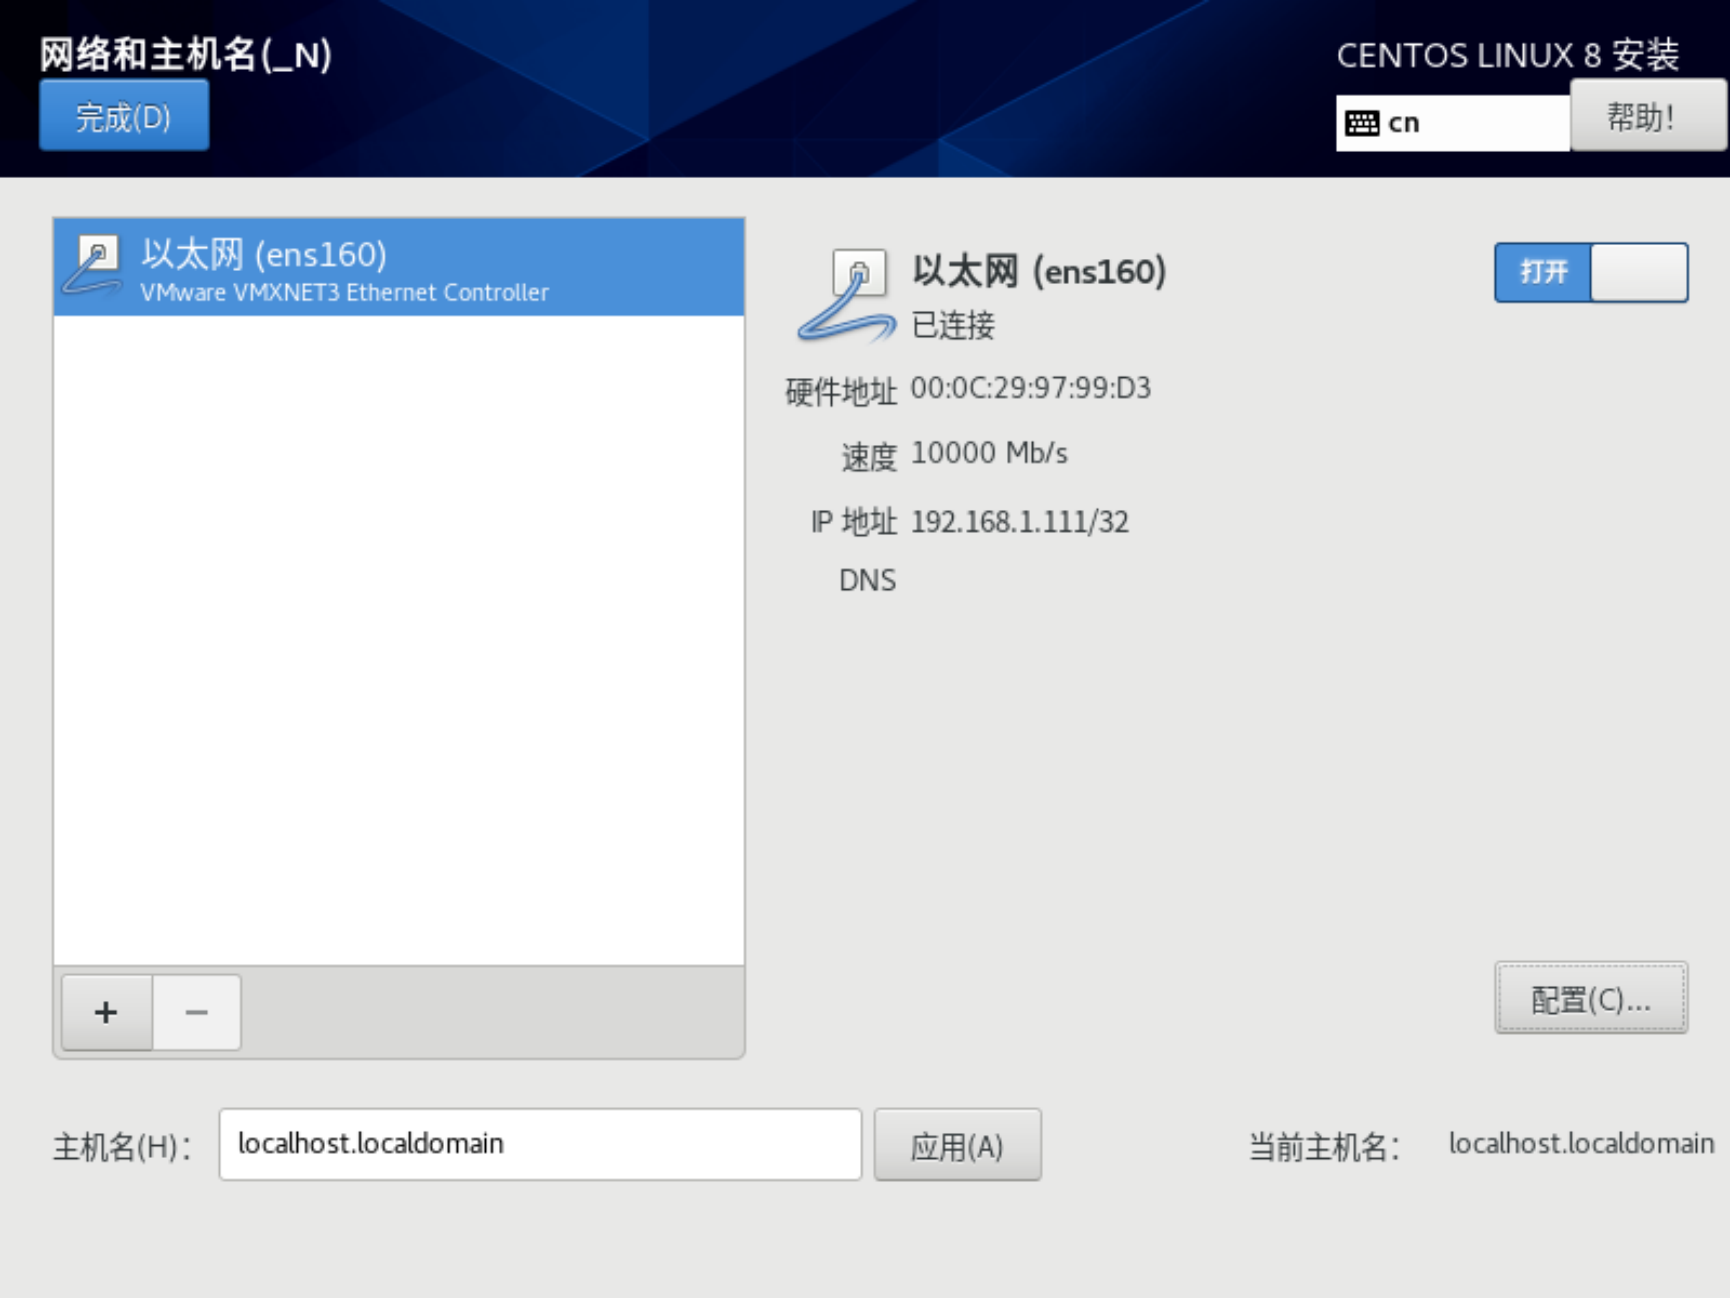 网络和主机名(_N)
CENTOS LINUX 8 安装
完成(D)
cn
帮助！
以太网 (ens160)
VMware VMXNET3 Ethernet Controller
以太网 (ens160)
已连接
打开
硬件地址 00:0C:29:97:99:D3
速度 10000 Mb/s
IP 地址 192.168.1.111/32
DNS
+
−
配置(C)...
主机名(H)： localhost.localdomain
应用(A)
当前主机名： localhost.localdomain